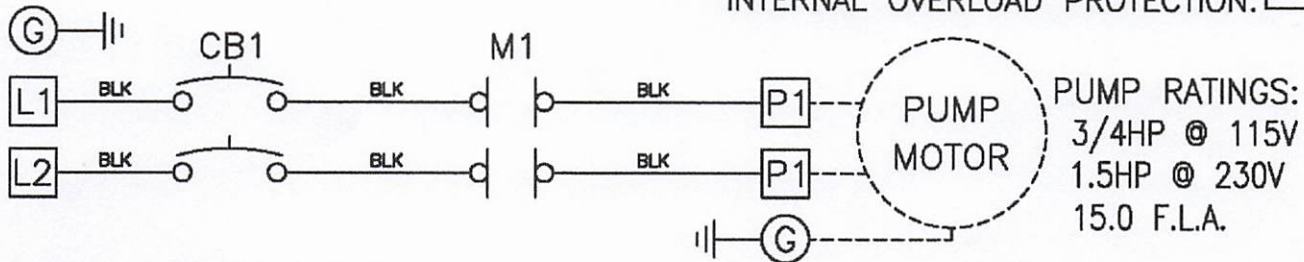 INTERNAL OVERLOAD PROTECTION.
G
CB1
M1
L1 BLK BLK BLK P1
L2 BLK BLK BLK P1
PUMP
MOTOR
G
PUMP RATINGS:
3/4HP @ 115V
1.5HP @ 230V
15.0 F.L.A.